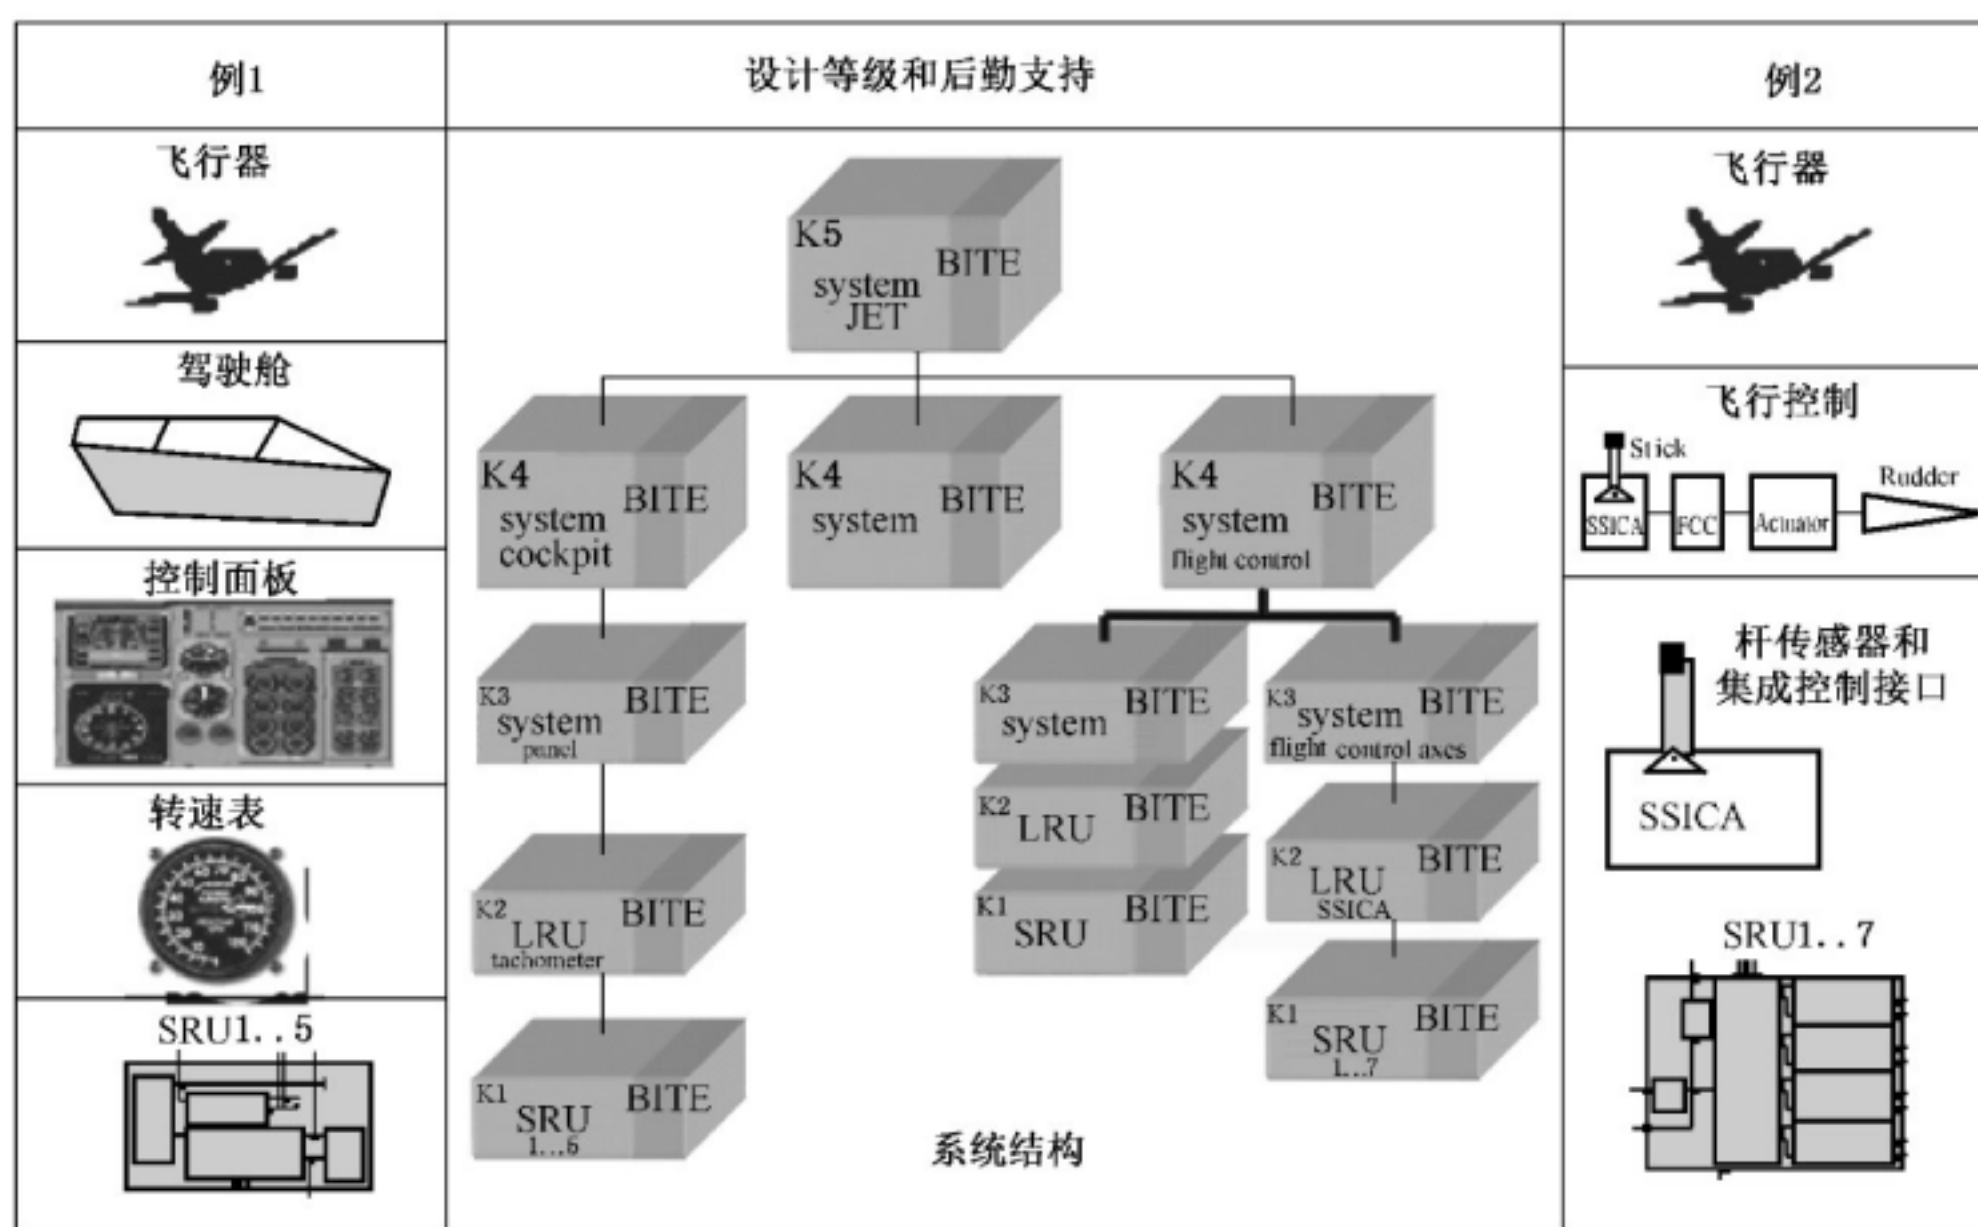 例1
设计等级和后勤支持
例2
飞行器
驾驶舱
控制面板
转速表
SRU1..5
K5
system
JET
BITE
K4
system
cockpit
BITE
K4
system
BITE
K4
system
flight control
BITE
K3
system
panel
BITE
K3
system
BITE
K3
system
flight control axes
BITE
K2
LRU
tachometer
BITE
K2
LRU
BITE
K2
LRU
SSICA
BITE
K1
SRU
1...6
BITE
K1
SRU
BITE
K1
SRU
1...7
BITE
系统结构
飞行器
飞行控制
Stick
Rudder
SSICA
FCC
Actuator
杆传感器和
集成控制接口
SSICA
SRU1..7